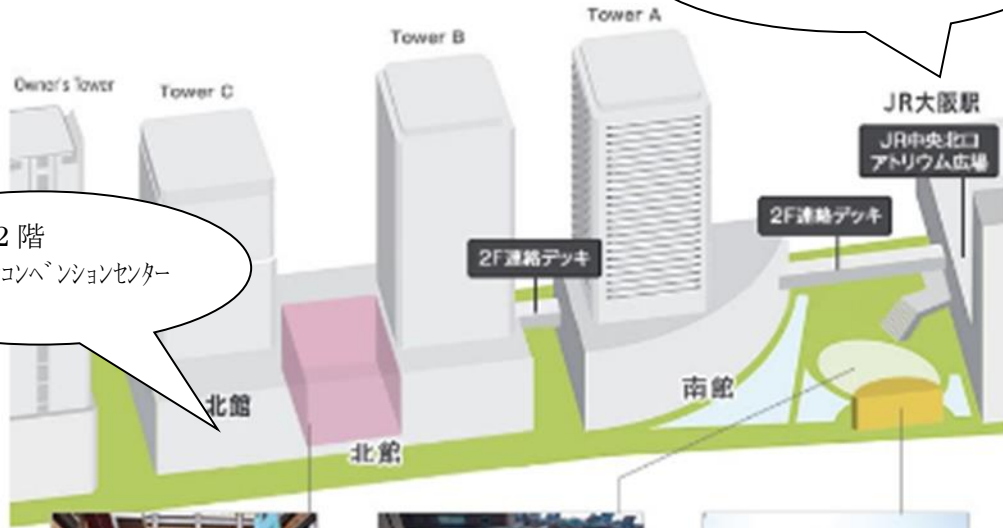 Tower A
Tower B
Owner's Tower
Tower C
JR大阪駅
JR中央北口
アトリウム広場
2F連絡デッキ
2F連絡デッキ
2 階
コンベンションセンター
南館
北館
北館